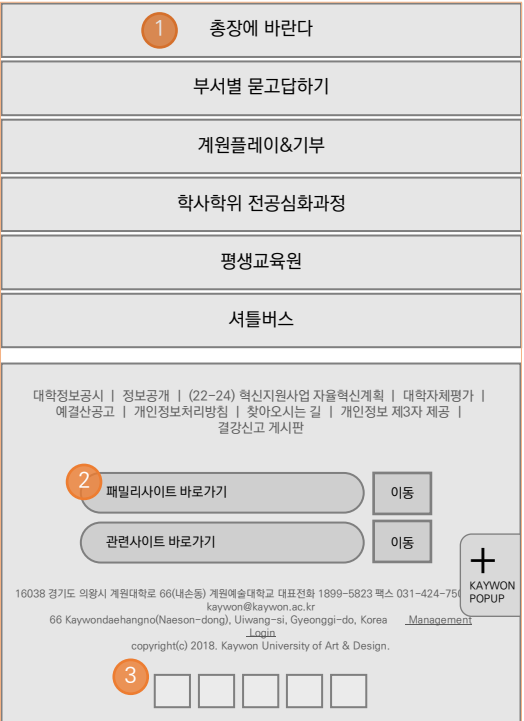 1 총장에 바란다
부서별 묻고답하기
계원플레이&기부
학사학위 전공심화과정
평생교육원
셔틀버스
대학정보공시 | 정보공개 | (22-24) 혁신지원사업 자율혁신계획 | 대학자체평가 |
예결산공고 | 개인정보처리방침 | 찾아오시는 길 | 개인정보 제3자 제공 |
결강신고 게시판
2 패밀리사이트 바로가기 이동
관련사이트 바로가기 이동
+
KAYWON
POPUP
16038 경기도 의왕시 계원대학로 66(내손동) 계원예술대학교 대표전화 1899-5823 팩스
kaywon@kaywon.ac.kr
66 Kaywondaehangno(Naeson-dong), Uiwang-si, Gyeonggi-do, Korea Management
Login
copyright(c) 2018. Kaywon University of Art & Design.
3